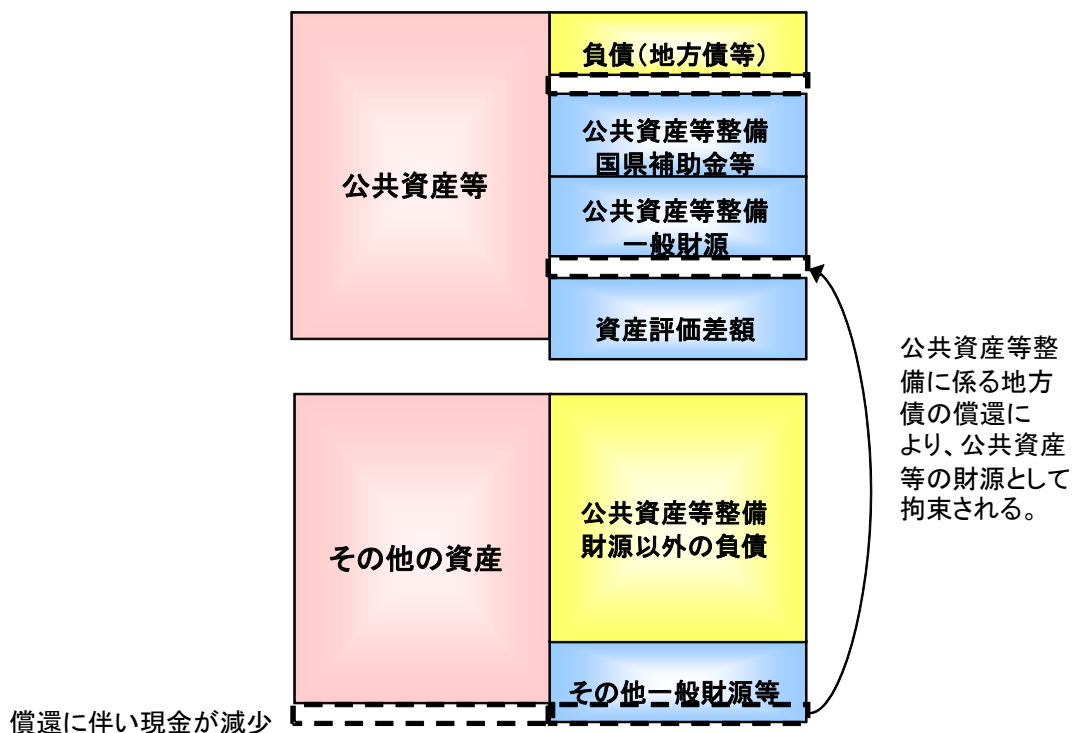 負債（地方債等）
公共資産等
公共資産等整備
国県補助金等
公共資産等整備
一般財源
資産評価差額
公共資産等整
備に係る地方
債の償還に
より、公共資産
等の財源として
拘束される。
その他の資産
公共資産等整備
財源以外の負債
その他一般財源等
償還に伴い現金が減少